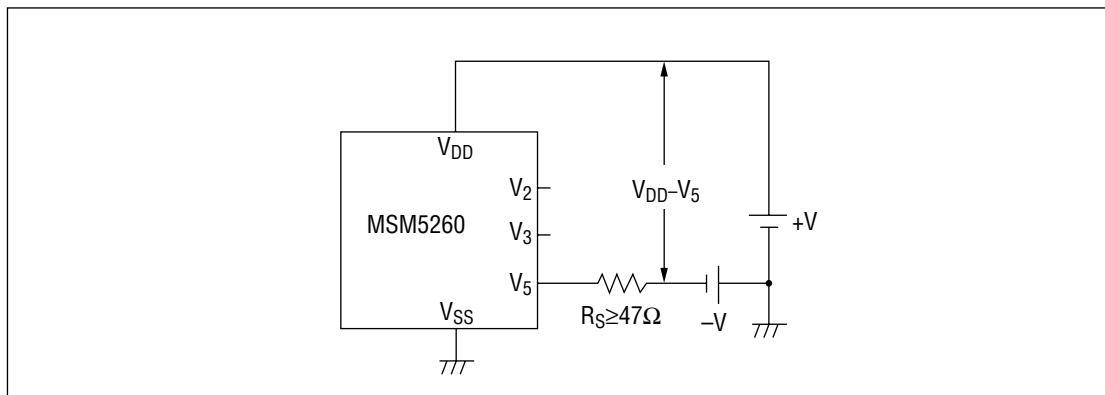 VDD
V2
MSM5260
V3
V5
VSS
VDD–V5
+V
RS≥47Ω
–V